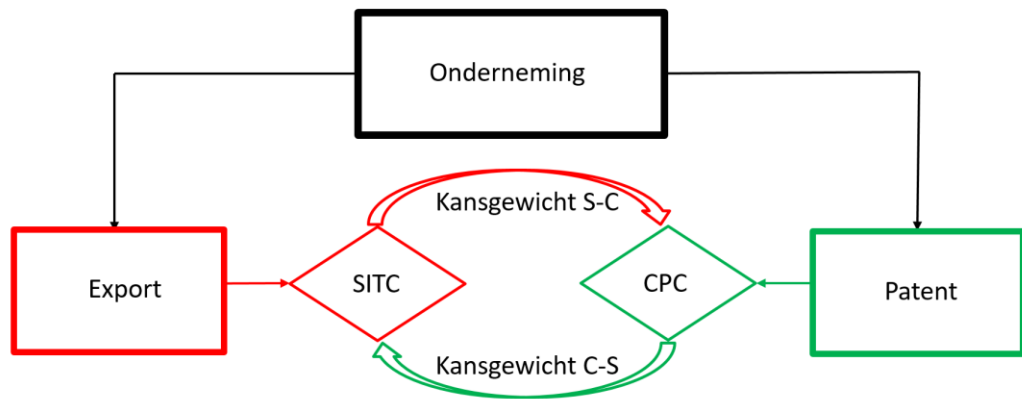 Onderneming
Kansgewicht S-C
Export
SITC
CPC
Patent
Kansgewicht C-S